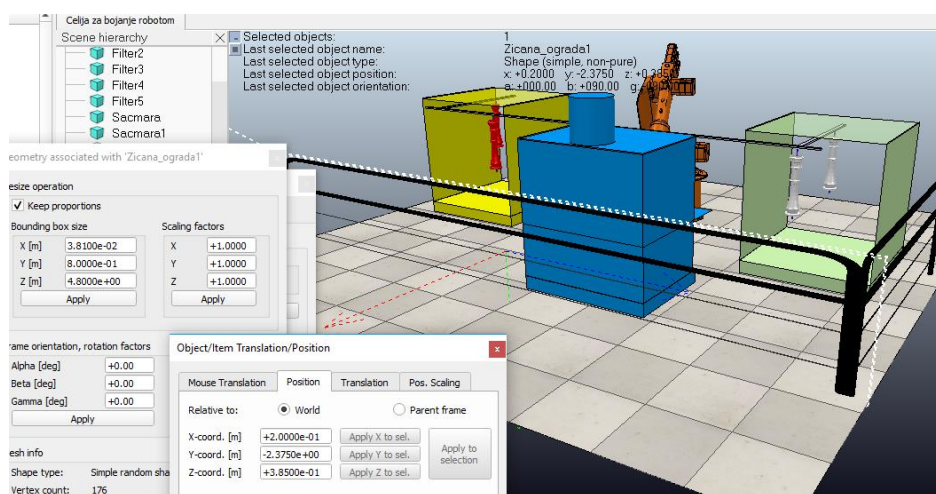 Celija za bojanje robotom
Scene hierarchy
Filter2
Filter3
Filter4
Filter5
Sacmara
Sacmara1
Selected objects: 1
Last selected object name: Zicana_ograda1
Last selected object type: Shape (simple, non-pure)
Last selected object position: x: +0.2000 y: -2.3750 z: +0.3850
Last selected object orientation: a: +000.00 b: +090.00
eometry associated with 'Zicana_ograda1'
esize operation
Keep proportions
Bounding box size Scaling factors
X [m] 3.8100e-02 X +1.0000
Y [m] 8.0000e-01 Y +1.0000
Z [m] 4.8000e+00 Z +1.0000
Apply Apply
rame orientation, rotation factors
Alpha [deg] +0.00
Beta [deg] +0.00
Gamma [deg] +0.00
Apply
esh info
Shape type: Simple random sha
Vertex count: 176
Object/Item Translation/Position
x
Mouse Translation Position Translation Pos. Scaling
Relative to: World Parent frame
X-coord. [m] +2.0000e-01 Apply X to sel.
Y-coord. [m] -2.3750e+00 Apply Y to sel.
Z-coord. [m] +3.8500e-01 Apply Z to sel.
Apply to
selection